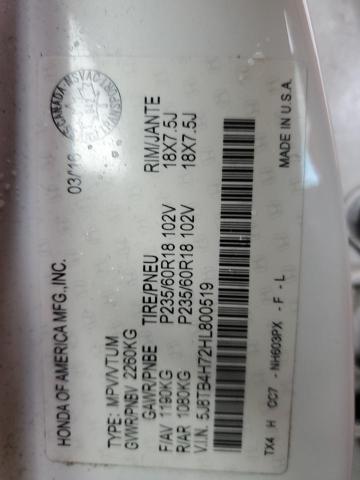 HONDA OF AMERICA MFG., INC. 03/16
TYPE: MPV/VTUM
GVWR/PNBV 2260KG
GAWR/PNBE TIRE/PNEU RIM/JANTE
F/AV 1190KG P235/60R18 102V 18X7.5J
R/AR 1080KG P235/60R18 102V 18X7.5J
V.I.N. 5J8TB4H72HL800519
TX4 H CC7 - NH603PX - F - L MADE IN U.S.A.
CANADA
TRANSPORT